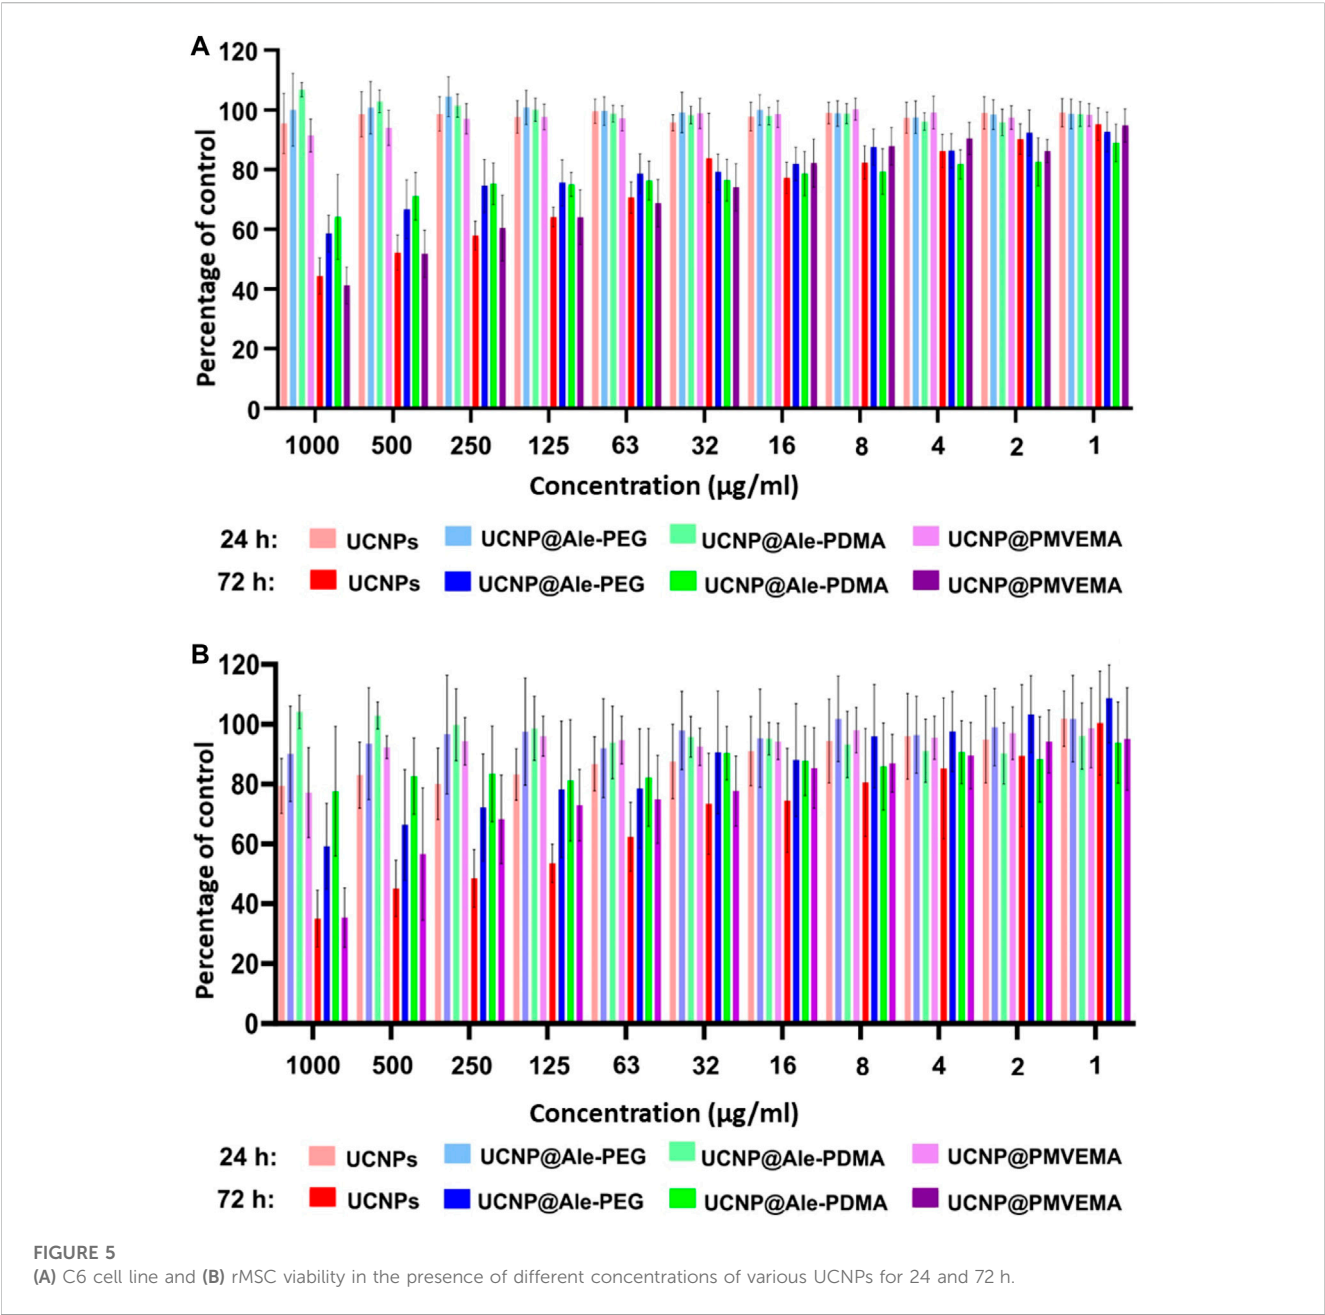 A
120
100
80
60
40
20
0
Percentage of control
1000 500 250 125 63 32 16 8 4 2 1
Concentration (µg/ml)
24 h: UCNPs UCNP@Ale-PEG UCNP@Ale-PDMA UCNP@PMVEMA
72 h: UCNPs UCNP@Ale-PEG UCNP@Ale-PDMA UCNP@PMVEMA
B
120
100
80
60
40
20
0
Percentage of control
1000 500 250 125 63 32 16 8 4 2 1
Concentration (µg/ml)
24 h: UCNPs UCNP@Ale-PEG UCNP@Ale-PDMA UCNP@PMVEMA
72 h: UCNPs UCNP@Ale-PEG UCNP@Ale-PDMA UCNP@PMVEMA
FIGURE 5
(A) C6 cell line and (B) rMSC viability in the presence of different concentrations of various UCNPs for 24 and 72 h.